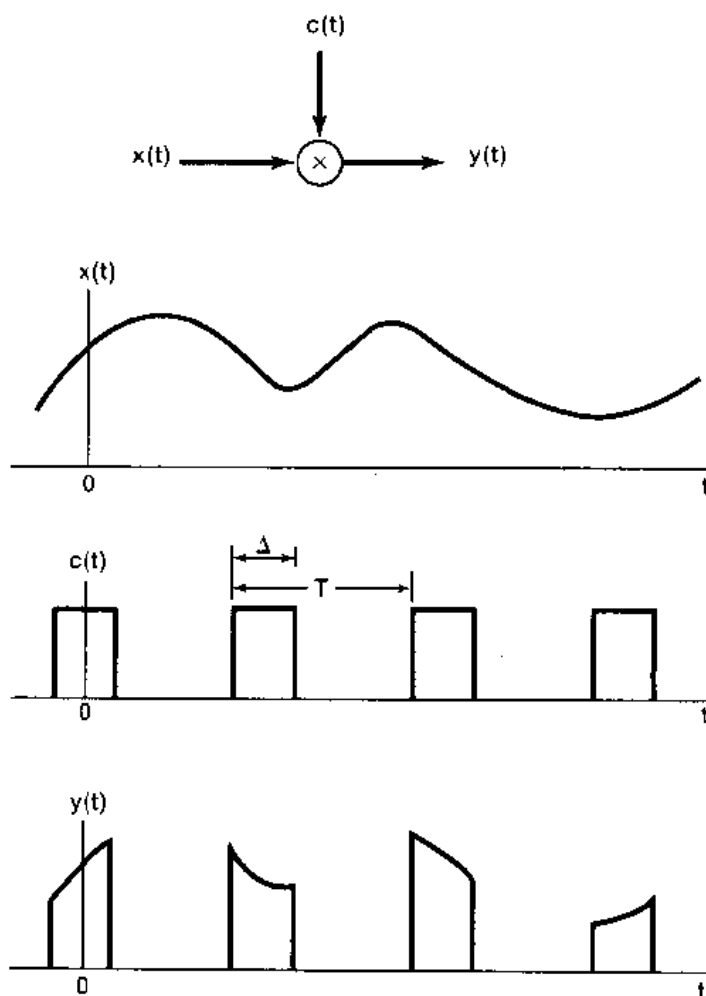 c(t)
x(t) × y(t)
x(t)
0 t
Δ
c(t)
T
0 t
y(t)
0 t